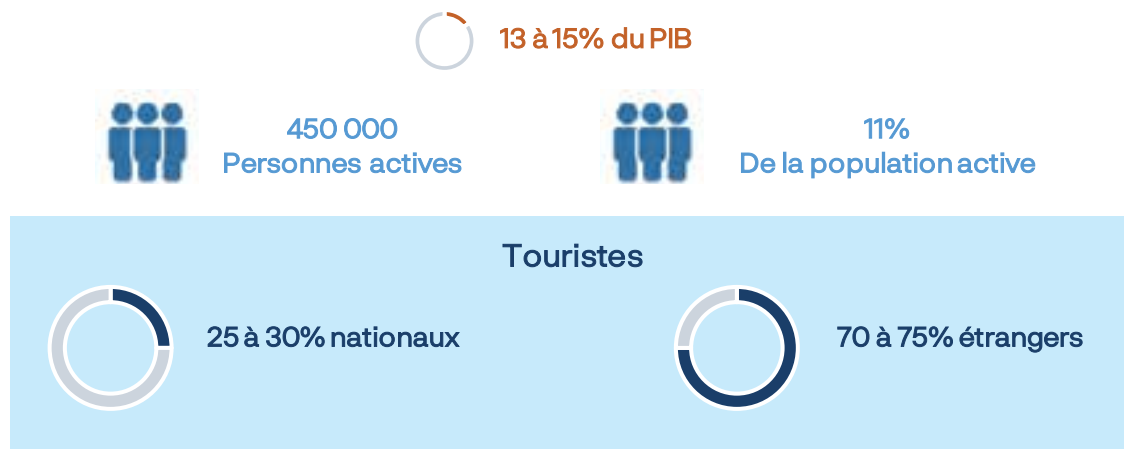 13 à 15% du PIB
450 000
Personnes actives
11%
De la population active
Touristes
25 à 30% nationaux
70 à 75% étrangers